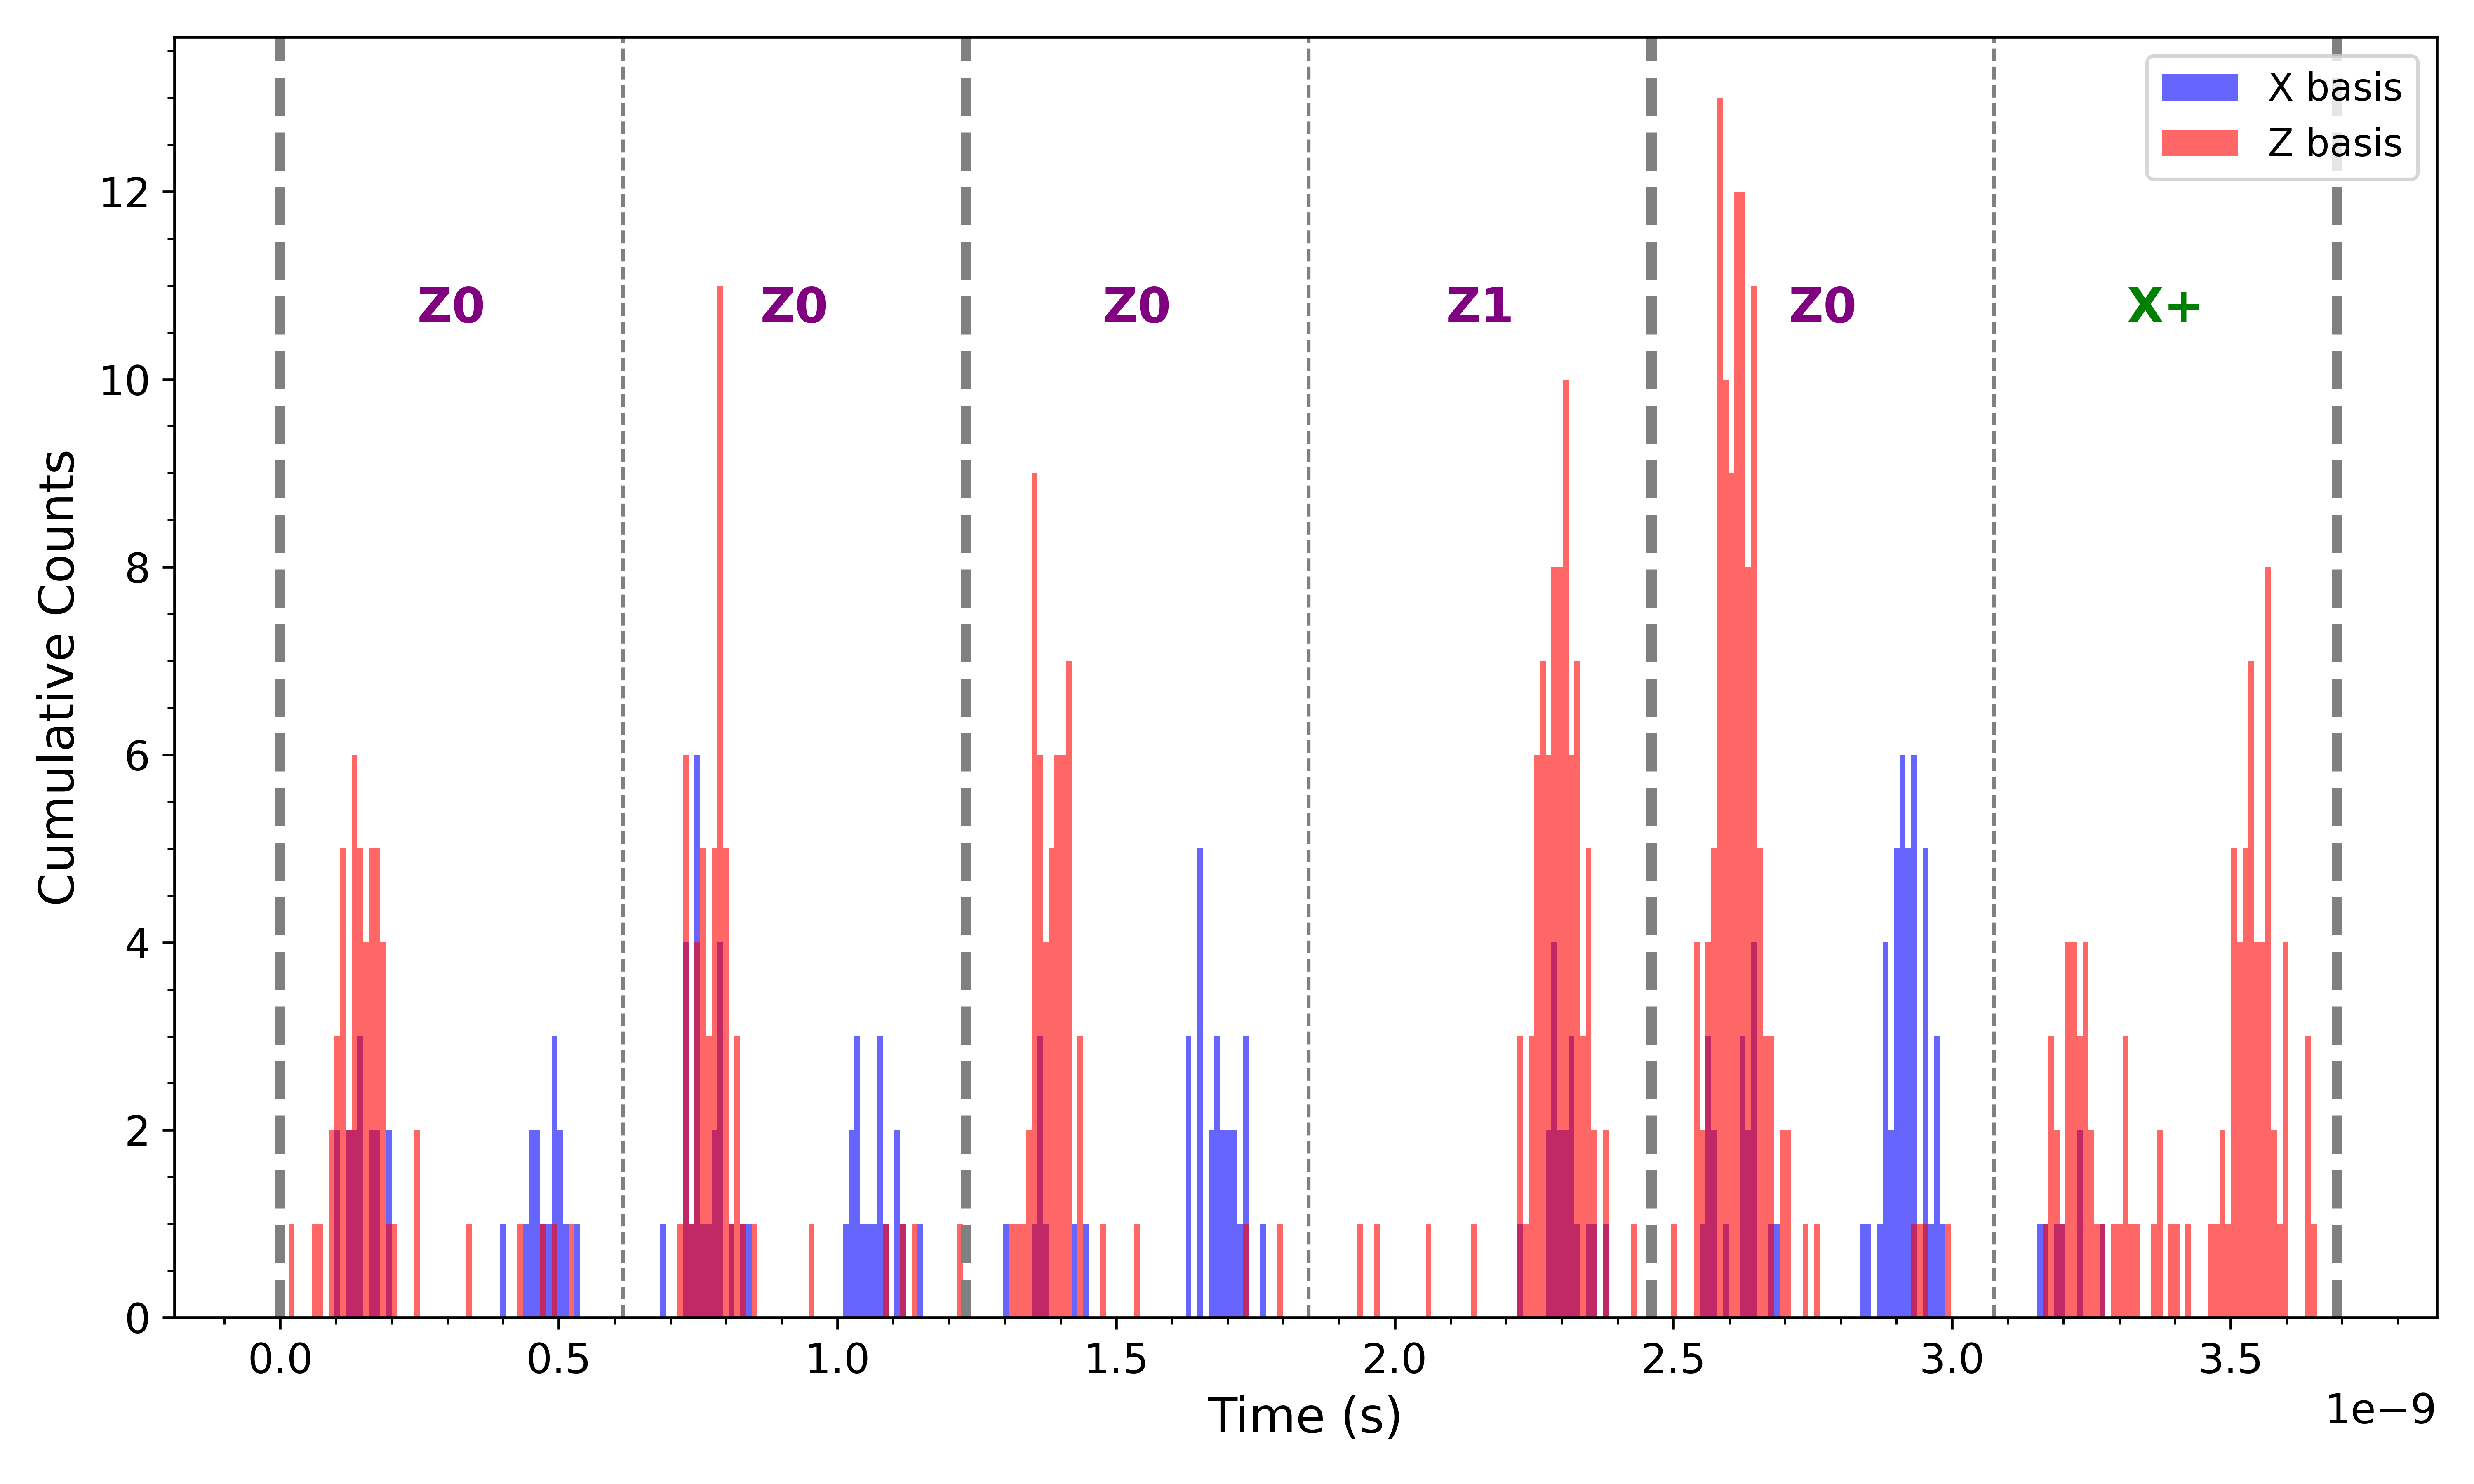 X basis
Z basis
Z0 Z0 Z0 Z1 Z0 X+
Cumulative Counts
12
10
8
6
4
2
0
0.0 0.5 1.0 1.5 2.0 2.5 3.0 3.5
1e−9
Time (s)